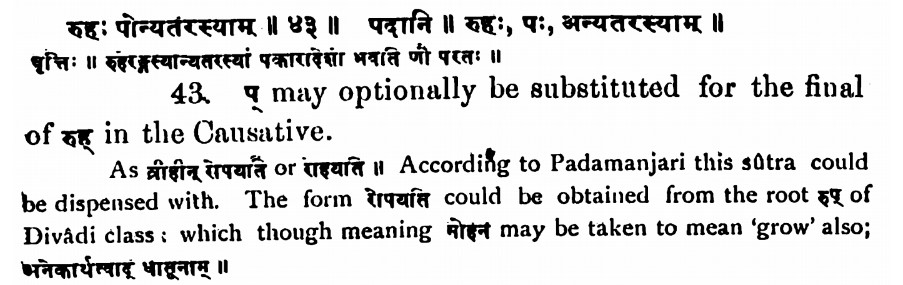 रुहः पोन्यतरस्याम् ॥ ४३ ॥ पदानि ॥ रुहः, पः, अन्यतरस्याम् ॥
वृत्तिः ॥ रुहेरङ्गस्यान्यतरस्यां पकारादेशो भवति णौ परतः ॥
43. प् may optionally be substituted for the final
of रुह् in the Causative.
As व्रीहीन् रोपयति or रोहयति ॥ According to Padamanjari this sûtra could
be dispensed with. The form रोपयति could be obtained from the root रुप् of
Divâdi class: which though meaning मोहन may be taken to mean ‘grow’ also;
अनेकार्थत्वाद् धातूनाम् ॥